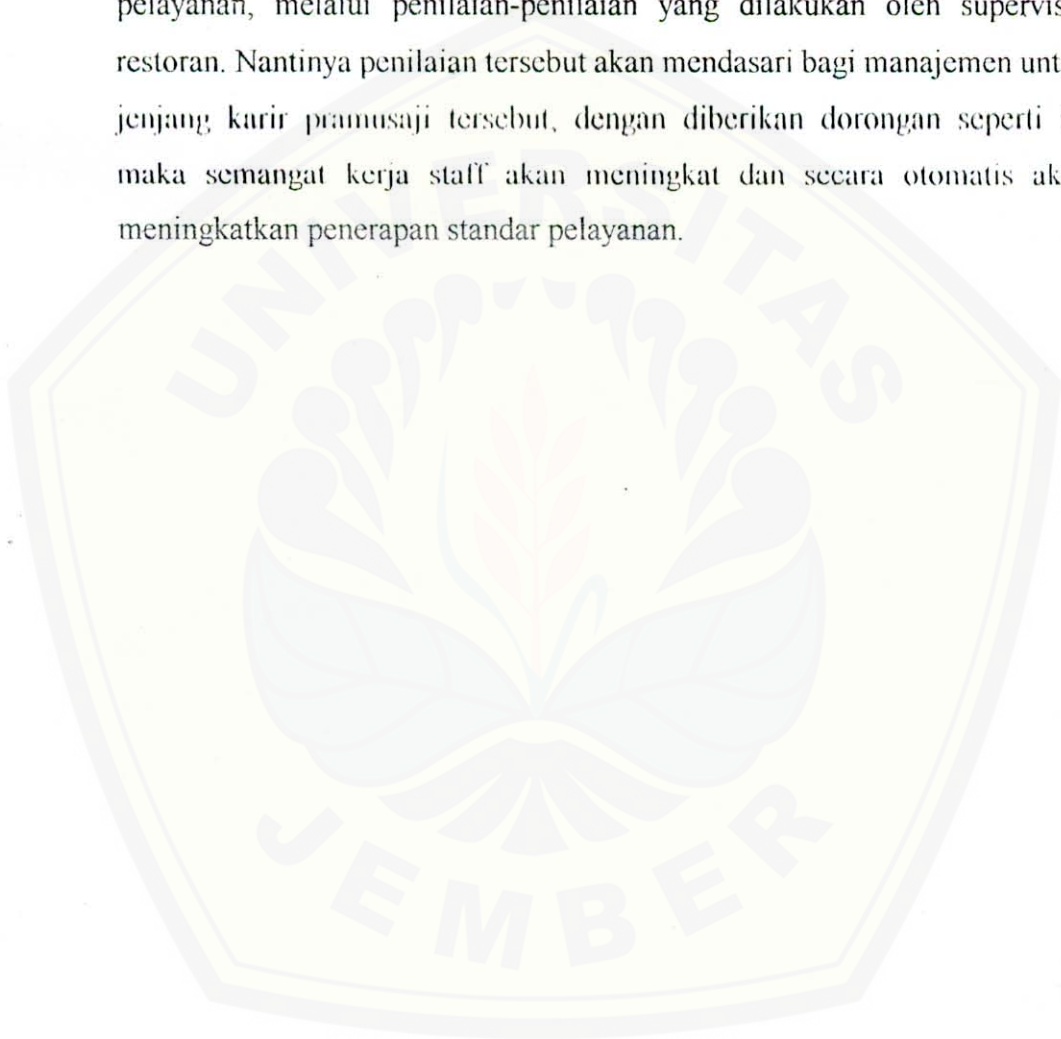 pelayanan, melalui penilaian-penilaian yang dilakukan oleh supervis
restoran. Nantinya penilaian tersebut akan mendasari bagi manajemen unt
jenjang karir pramusaji tersebut, dengan diberikan dorongan seperti
maka semangat kerja staff akan meningkat dan secara otomatis ak
meningkatkan penerapan standar pelayanan.
UNIVERSITAS
JEMBER